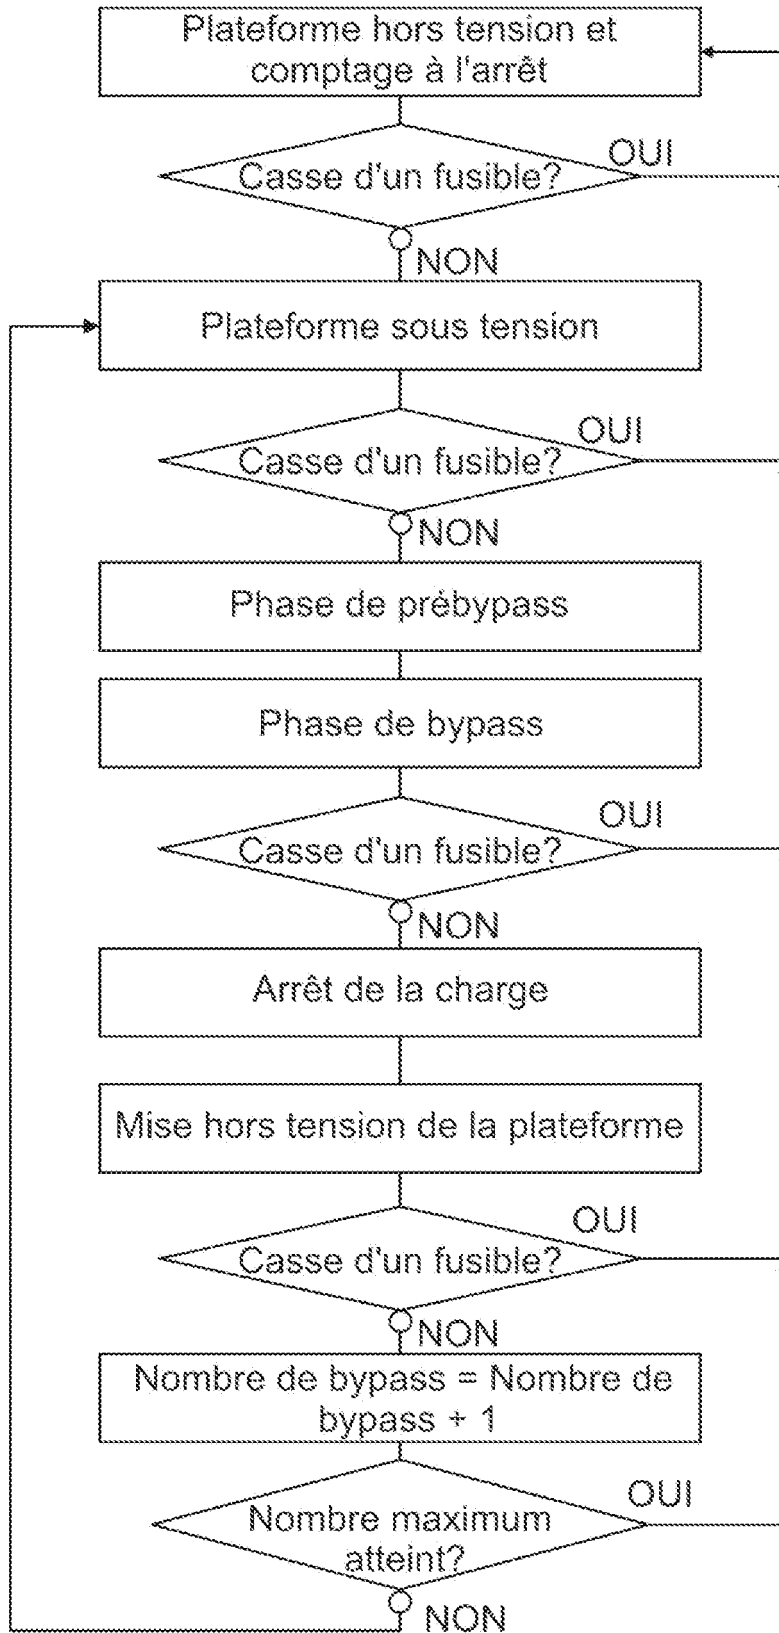 Plateforme hors tension et
comptage à l'arrêt
OUI
Casse d'un fusible?
NON
Plateforme sous tension
OUI
Casse d'un fusible?
NON
Phase de prébypass
Phase de bypass
OUI
Casse d'un fusible?
NON
Arrêt de la charge
Mise hors tension de la plateforme
OUI
Casse d'un fusible?
NON
Nombre de bypass = Nombre de
bypass + 1
OUI
Nombre maximum
atteint?
NON